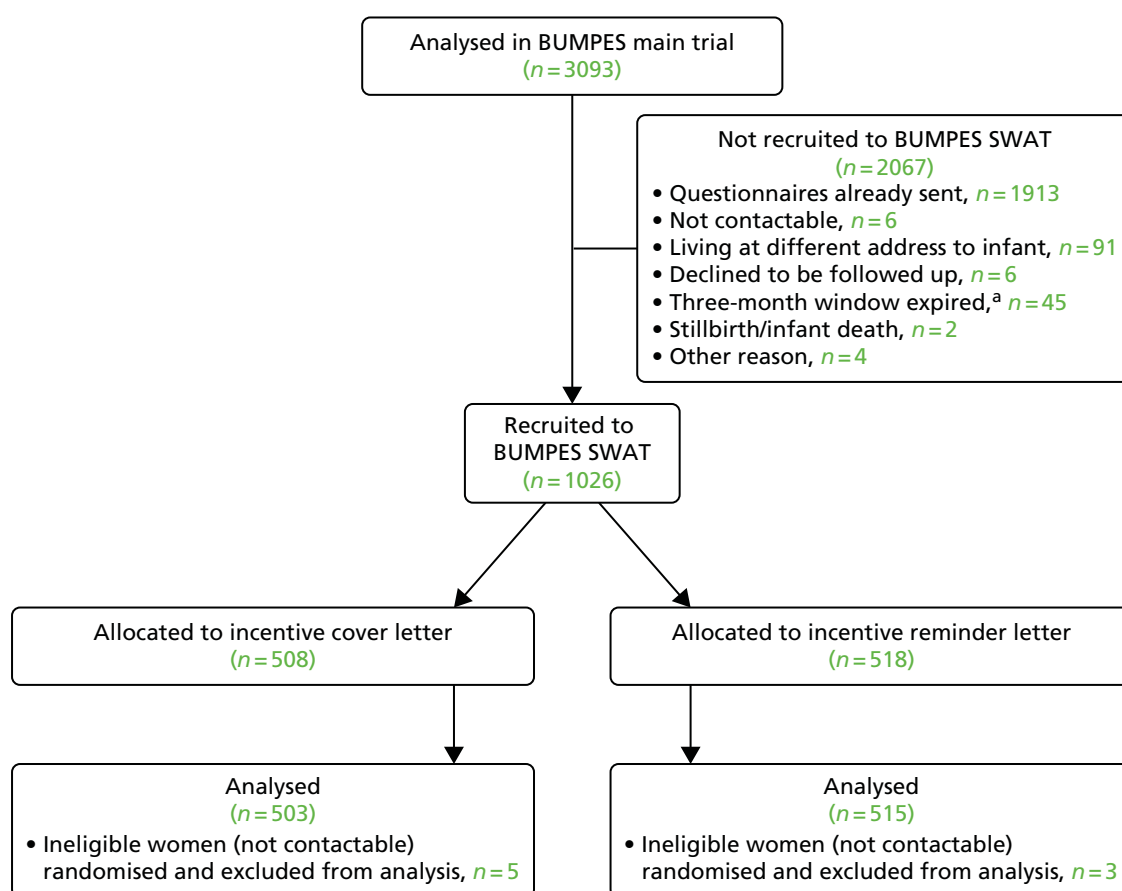 Analysed in BUMPES main trial
(n=3093)
Not recruited to BUMPES SWAT
(n=2067)
• Questionnaires already sent, n=1913
• Not contactable, n=6
• Living at different address to infant, n=91
• Declined to be followed up, n=6
• Three-month window expired,ᵃ n=45
• Stillbirth/infant death, n=2
• Other reason, n=4
Recruited to
BUMPES SWAT
(n=1026)
Allocated to incentive cover letter
(n=508)
Allocated to incentive reminder letter
(n=518)
Analysed
(n=503)
• Ineligible women (not contactable)
randomised and excluded from analysis, n=5
Analysed
(n=515)
• Ineligible women (not contactable)
randomised and excluded from analysis, n=3